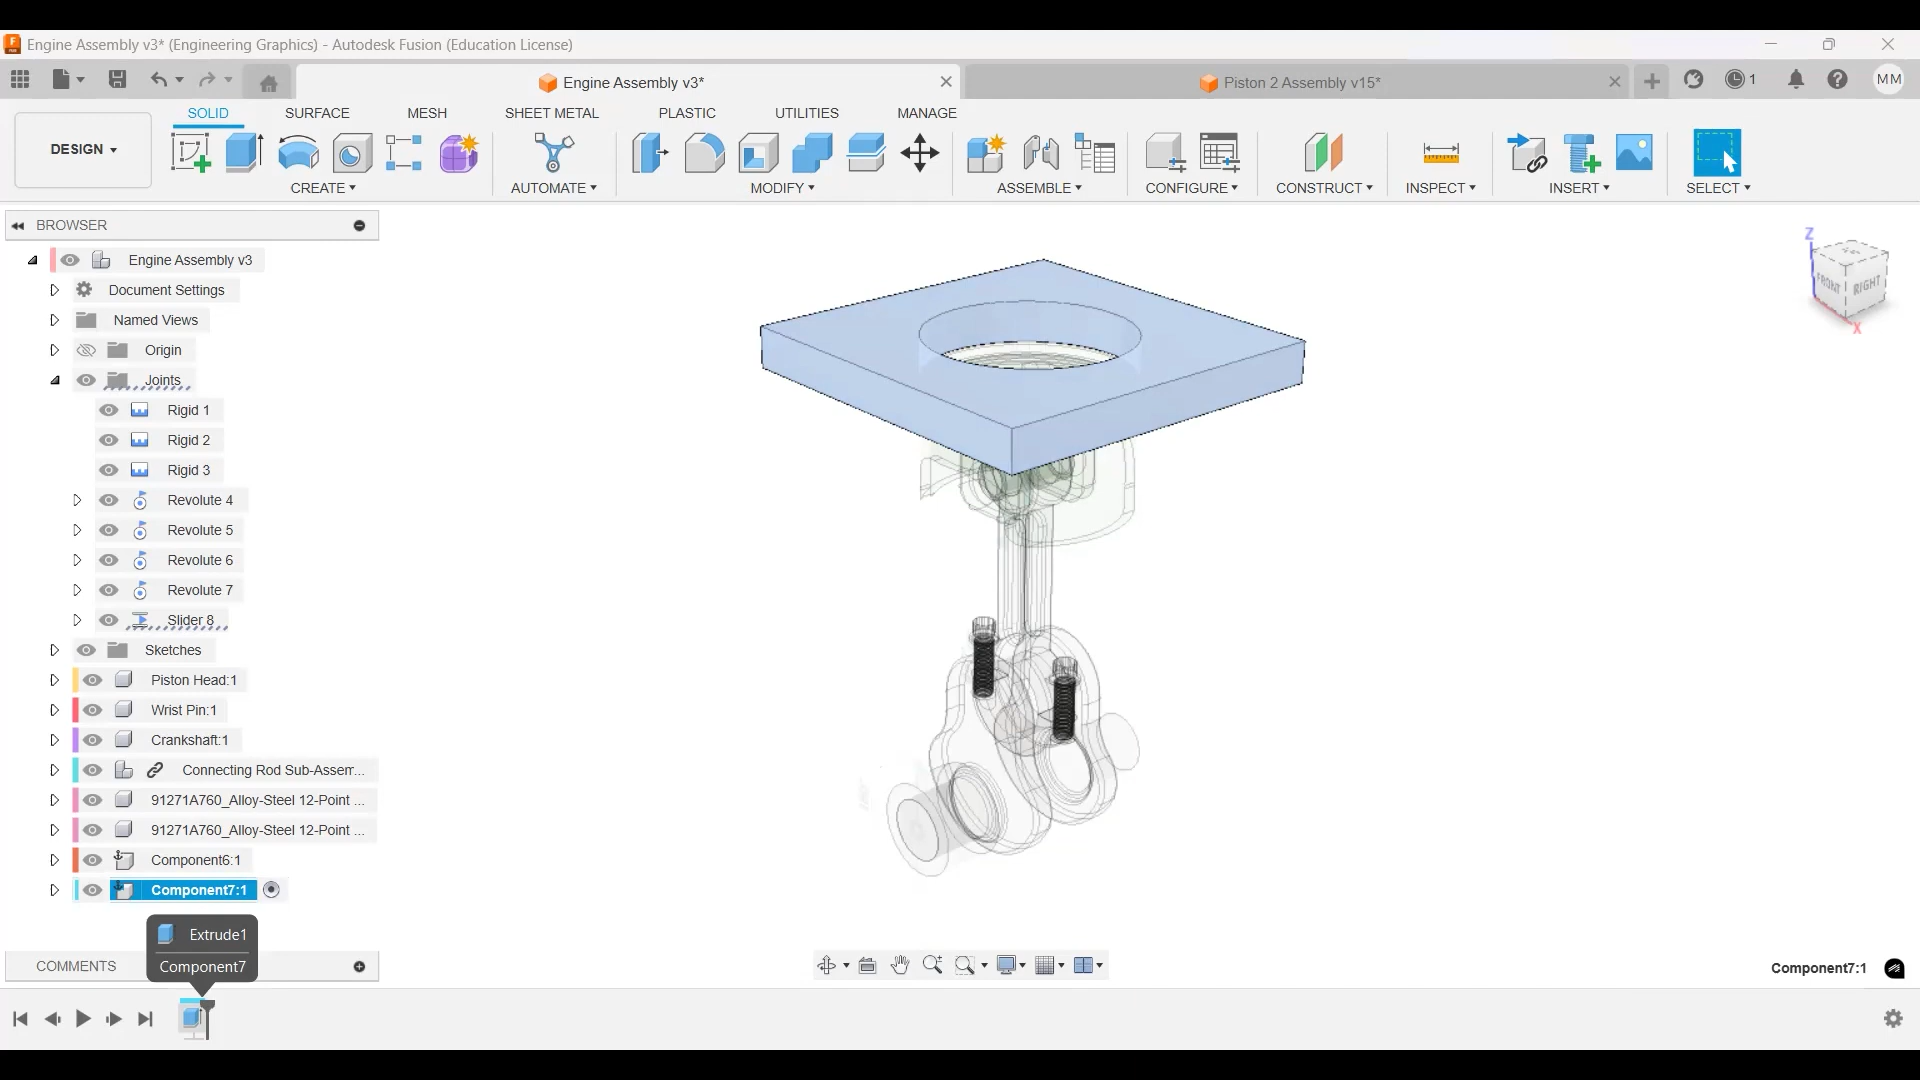 Engine Assembly v3* (Engineering Graphics) - Autodesk Fusion (Education License)
Engine Assembly v3*
Piston 2 Assembly v15*
1
MM
DESIGN
SOLID
SURFACE
MESH
SHEET METAL
PLASTIC
UTILITIES
MANAGE
CREATE
AUTOMATE
MODIFY
ASSEMBLE
CONFIGURE
CONSTRUCT
INSPECT
INSERT
SELECT
BROWSER
Engine Assembly v3
Document Settings
Named Views
Origin
Joints
Rigid 1
Rigid 2
Rigid 3
Revolute 4
Revolute 5
Revolute 6
Revolute 7
Slider 8
Sketches
Piston Head:1
Wrist Pin:1
Crankshaft:1
Connecting Rod Sub-Assem...
91271A760_Alloy-Steel 12-Point ...
91271A760_Alloy-Steel 12-Point ...
Component6:1
Component7:1
Extrude1
Component7
COMMENTS
Z
FRONT
RIGHT
X
Component7:1